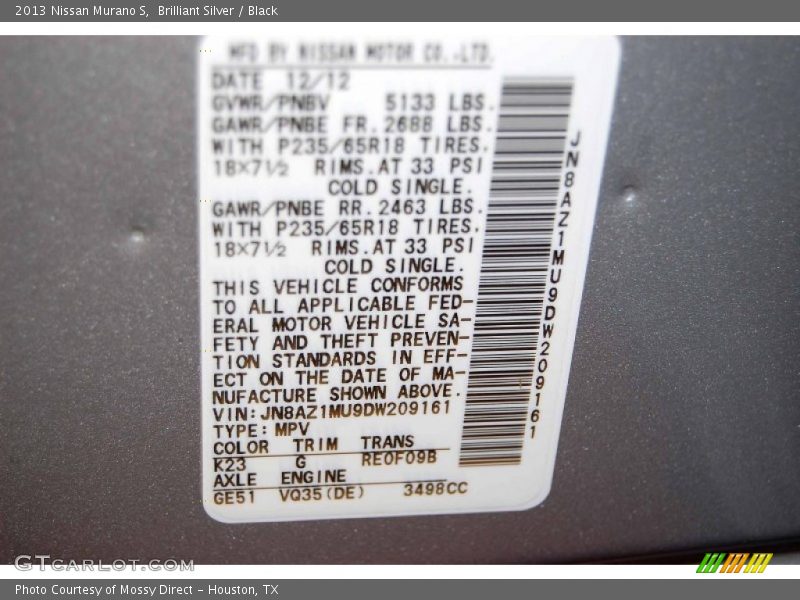 2013 Nissan Murano S,  Brilliant Silver / Black
MFD BY NISSAN MOTOR CO.-LTD.
DATE 12/12
GVWR/PNBV 5133 LBS.
GAWR/PNBE FR.2688 LBS.
WITH P235/65R18 TIRES.
18×7½ RIMS.AT 33 PSI
COLD SINGLE.
GAWR/PNBE RR.2463 LBS.
WITH P235/65R18 TIRES.
18×7½ RIMS.AT 33 PSI
COLD SINGLE.
THIS VEHICLE CONFORMS
TO ALL APPLICABLE FED-
ERAL MOTOR VEHICLE SA-
FETY AND THEFT PREVEN-
TION STANDARDS IN EFF-
ECT ON THE DATE OF MA-
NUFACTURE SHOWN ABOVE.
VIN:JN8AZ1MU9DW209161
TYPE:MPV
COLOR TRIM TRANS
K23 G RE0F09B
AXLE ENGINE
GE51 VQ35(DE) 3498CC
JN8AZ1MU9DW209161
GTcarlot.com
Photo Courtesy of Mossy Direct - Houston, TX